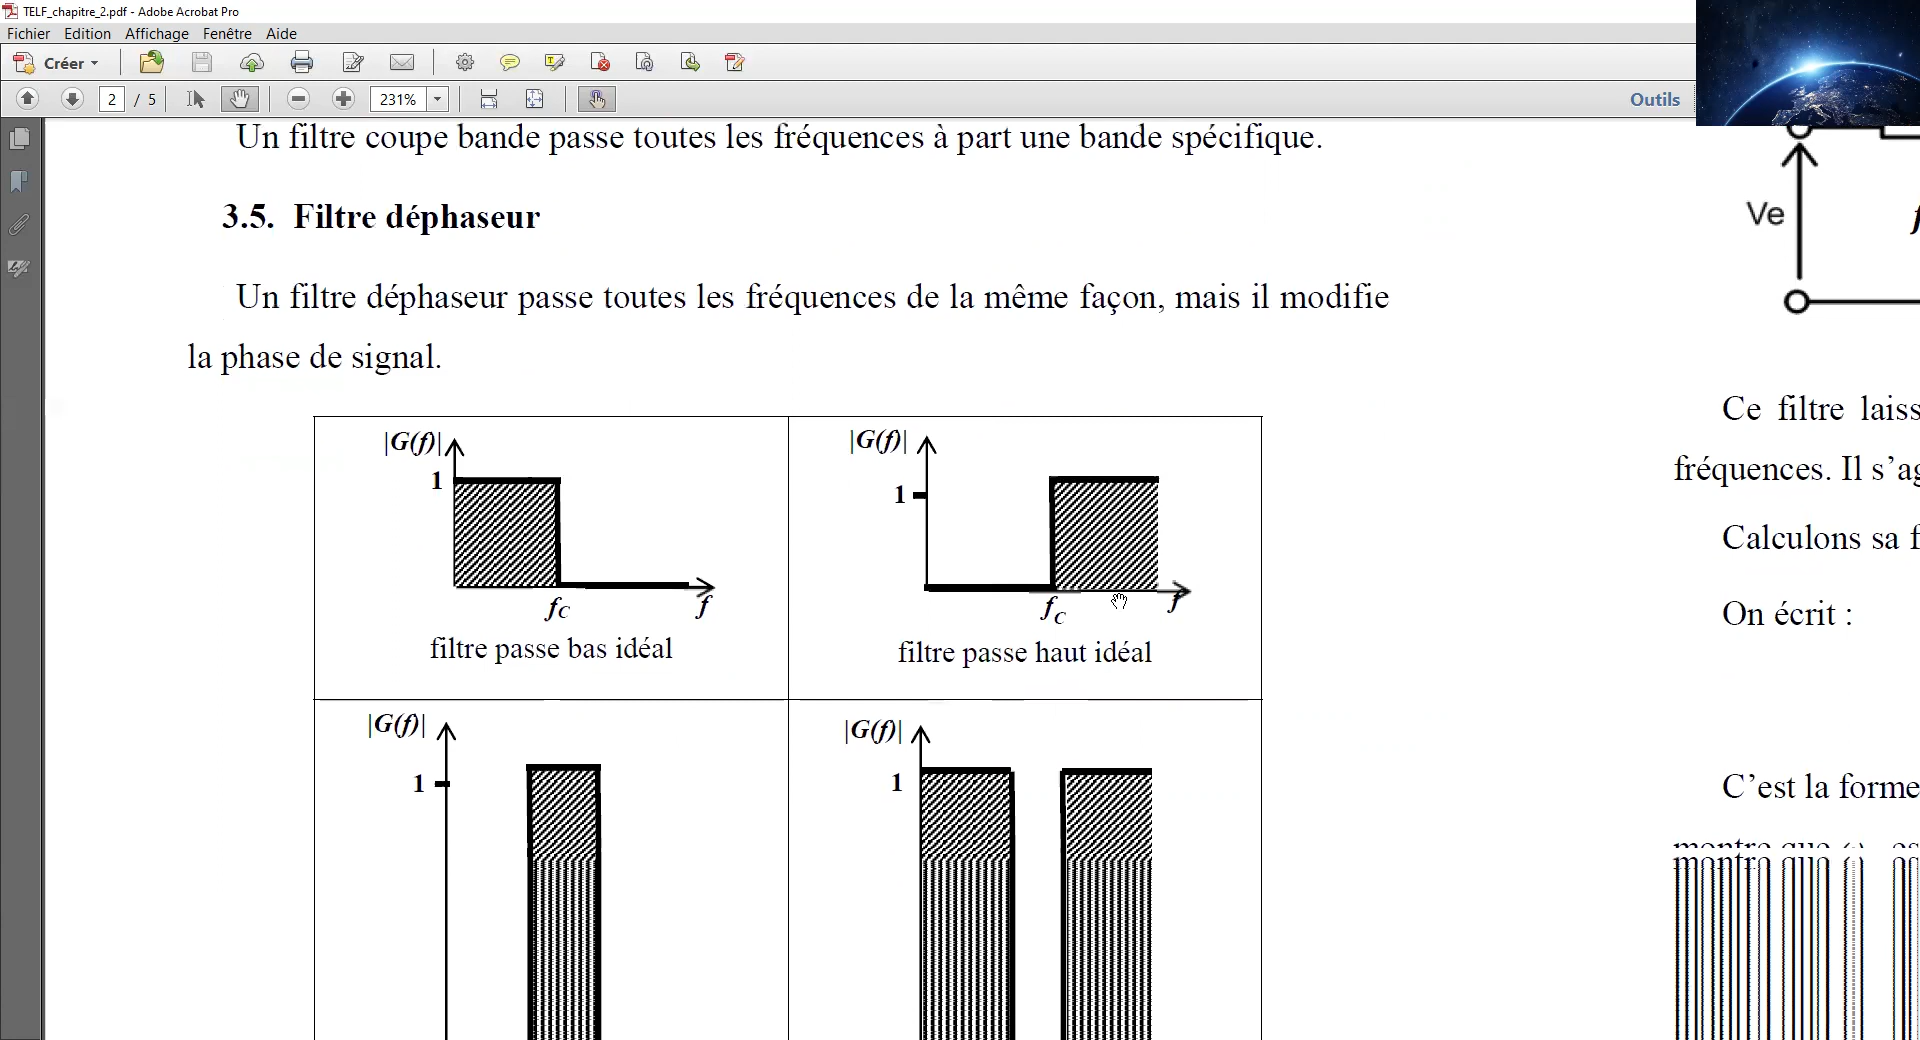 TELF_chapitre_2.pdf - Adobe Acrobat Pro
Fichier Edition Affichage Fenêtre Aide
Créer
2 / 5 231% Outils
Un filtre coupe bande passe toutes les fréquences à part une bande spécifique.
3.5. Filtre déphaseur
Un filtre déphaseur passe toutes les fréquences de la même façon, mais il modifie
la phase de signal.
|G(f)|
1
fC
f
filtre passe bas idéal
|G(f)|
1
fC
f
filtre passe haut idéal
|G(f)|
1
|G(f)|
1
Ve
f
Ce filtre laiss
fréquences. Il s’ag
Calculons sa f
On écrit :
C’est la forme
montre que